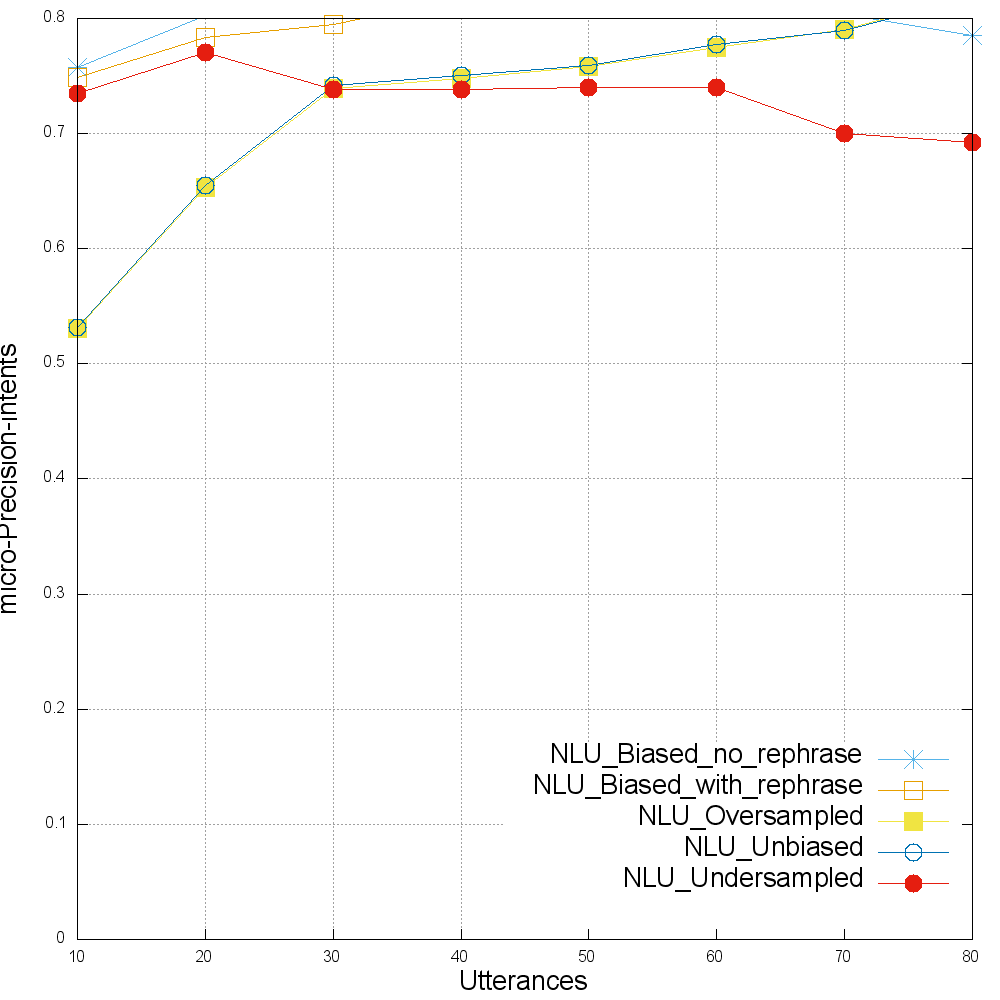 0.8
0.7
0.6
0.5
0.4
0.3
0.2
0.1
0
micro-Precision-intents
NLU_Biased_no_rephrase
NLU_Biased_with_rephrase
NLU_Oversampled
NLU_Unbiased
NLU_Undersampled
10 20 30 40 50 60 70 80
Utterances